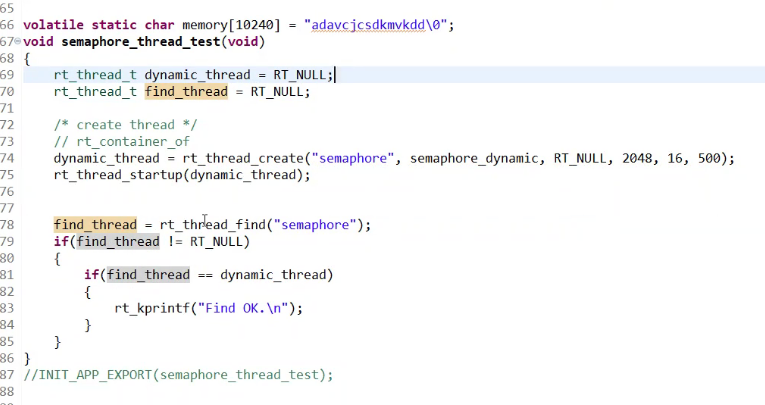 65
66 volatile static char memory[10240] = "adavcjcsdkmvkdd\0";
67 void semaphore_thread_test(void)
68 {
69 rt_thread_t dynamic_thread = RT_NULL;
70 rt_thread_t find_thread = RT_NULL;
71
72 /* create thread */
73 // rt_container_of
74 dynamic_thread = rt_thread_create("semaphore", semaphore_dynamic, RT_NULL, 2048, 16, 500);
75 rt_thread_startup(dynamic_thread);
76
77
78 find_thread = rt_thread_find("semaphore");
79 if(find_thread != RT_NULL)
80 {
81 if(find_thread == dynamic_thread)
82 {
83 rt_kprintf("Find OK.\n");
84 }
85 }
86 }
87 //INIT_APP_EXPORT(semaphore_thread_test);
88